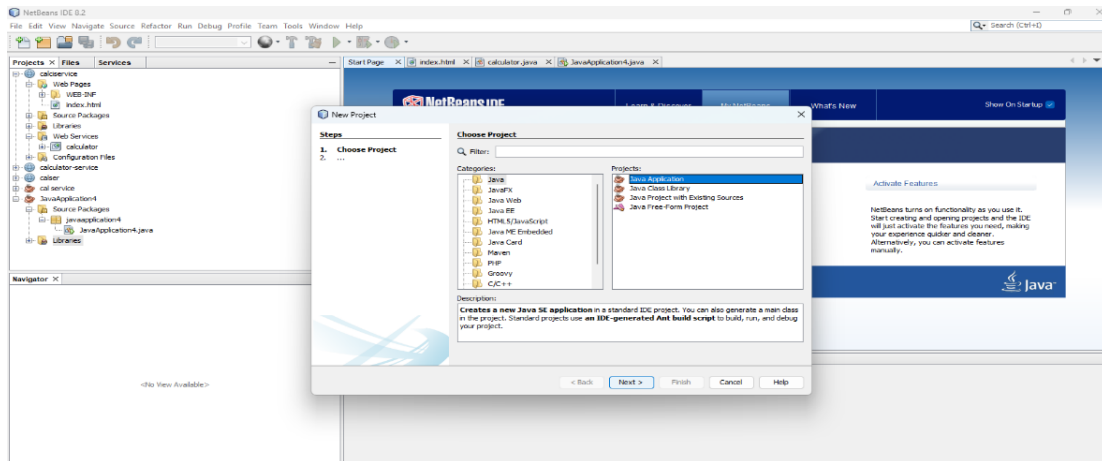 NetBeans IDE 8.2
File Edit View Navigate Source Refactor Run Debug Profile Team Tools Window Help
Search (Ctrl+I)
Projects Files Services
Start Page index.html calculator.java JavaApplication4.java
calcservice
Web Pages
WEB-INF
index.html
Source Packages
Libraries
Web Services
calculator
Configuration Files
calculator-service
calser
cal service
JavaApplication4
Source Packages
javaapplication4
JavaApplication4.java
Libraries
Navigator
<No View Available>
NetBeans IDE
Learn & Discover
My NetBeans
What's New
Show On Startup
Activate Features
NetBeans turns on functionality as you use it.
Start creating and opening projects and the IDE
will just activate the features you need, making
your experience quicker and cleaner.
Alternatively, you can activate features
manually.
Java
New Project
Steps
1. Choose Project
2. ...
Choose Project
Filter:
Categories:
Java
JavaFX
Java Web
Java EE
HTML5/JavaScript
Java ME Embedded
Java Card
Maven
PHP
Groovy
C/C++
Projects:
Java Application
Java Class Library
Java Project with Existing Sources
Java Free-Form Project
Description:
Creates a new Java SE application in a standard IDE project. You can also generate a main class
in the project. Standard projects use an IDE-generated Ant build script to build, run, and debug
your project.
< Back
Next >
Finish
Cancel
Help